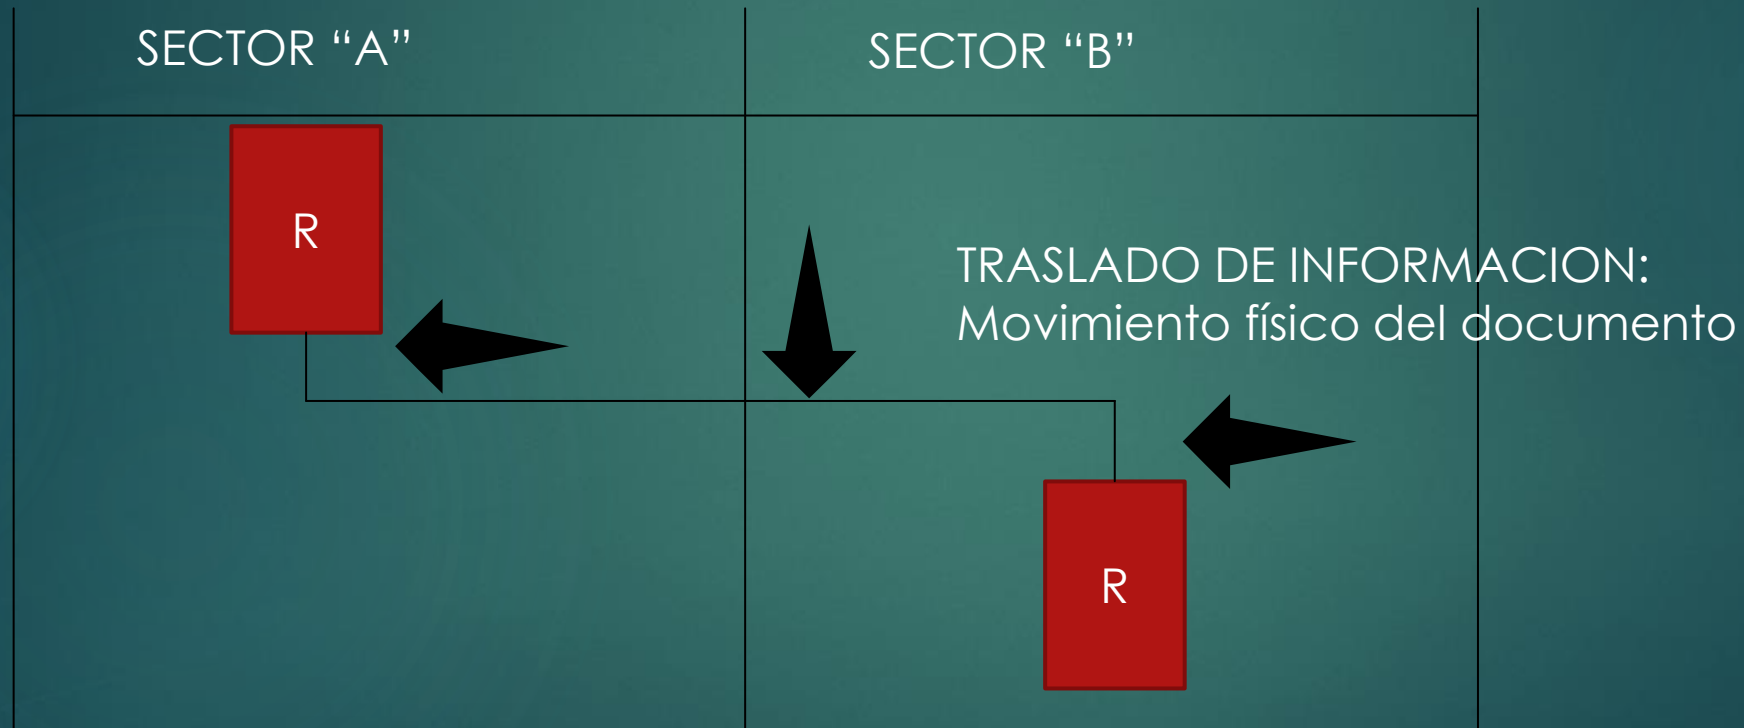 SECTOR “A”
SECTOR “B”
R
TRASLADO DE INFORMACION:
Movimiento físico del documento
R